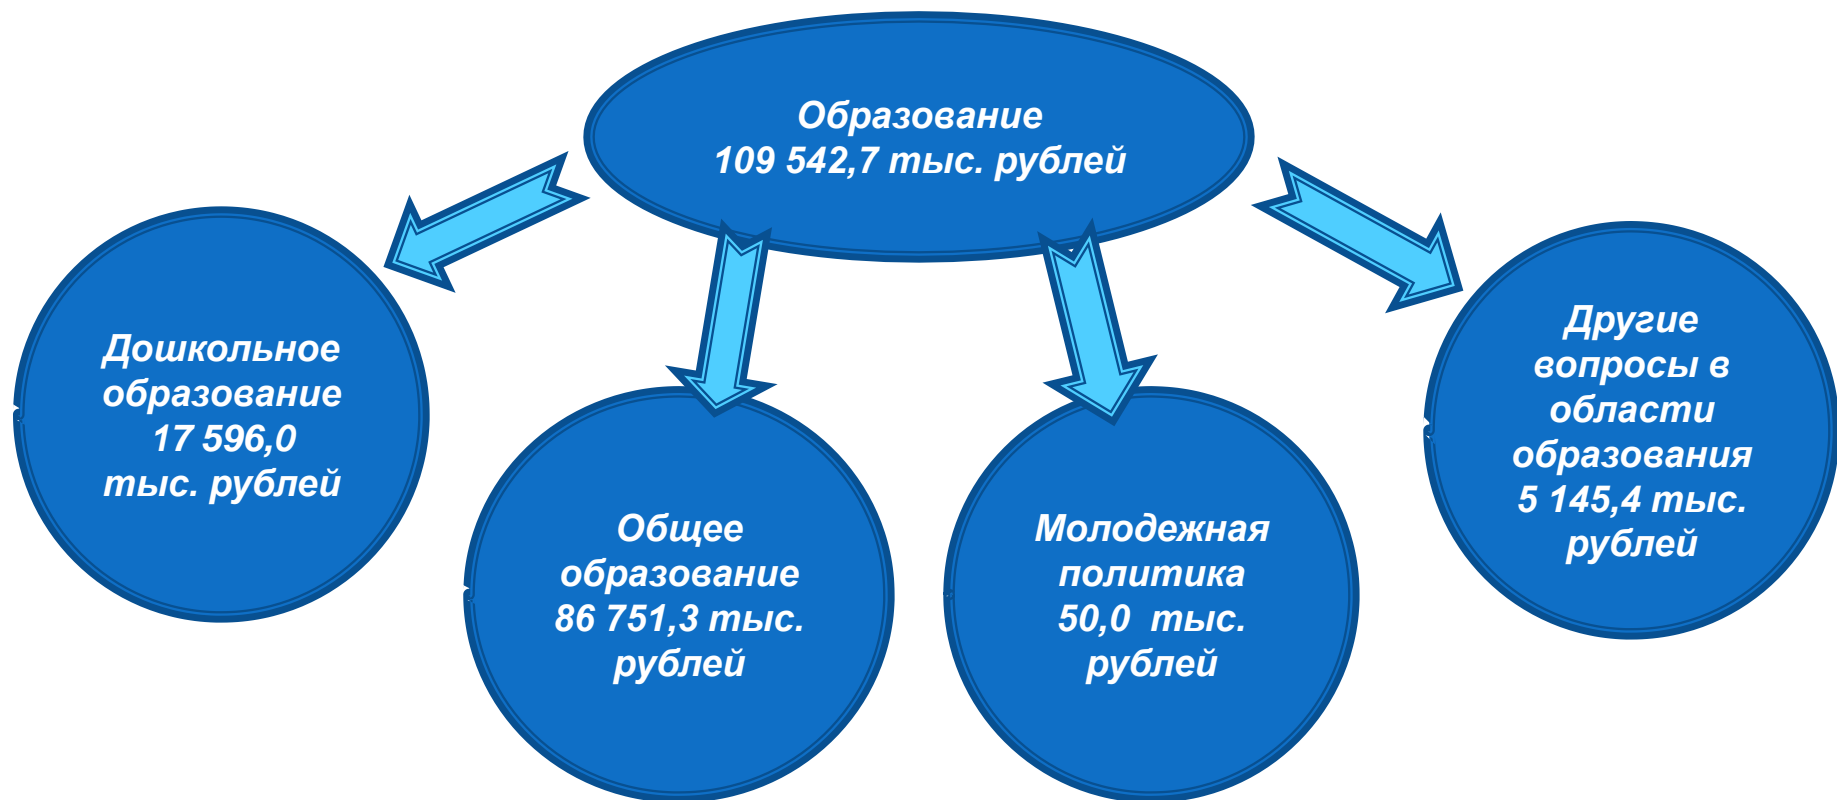 Образование
109 542,7 тыс. рублей
Дошкольное
образование
17 596,0
тыс. рублей
Общее
образование
86 751,3 тыс.
рублей
Молодежная
политика
50,0  тыс.
рублей
Другие
вопросы в
области
образования
5 145,4 тыс.
рублей